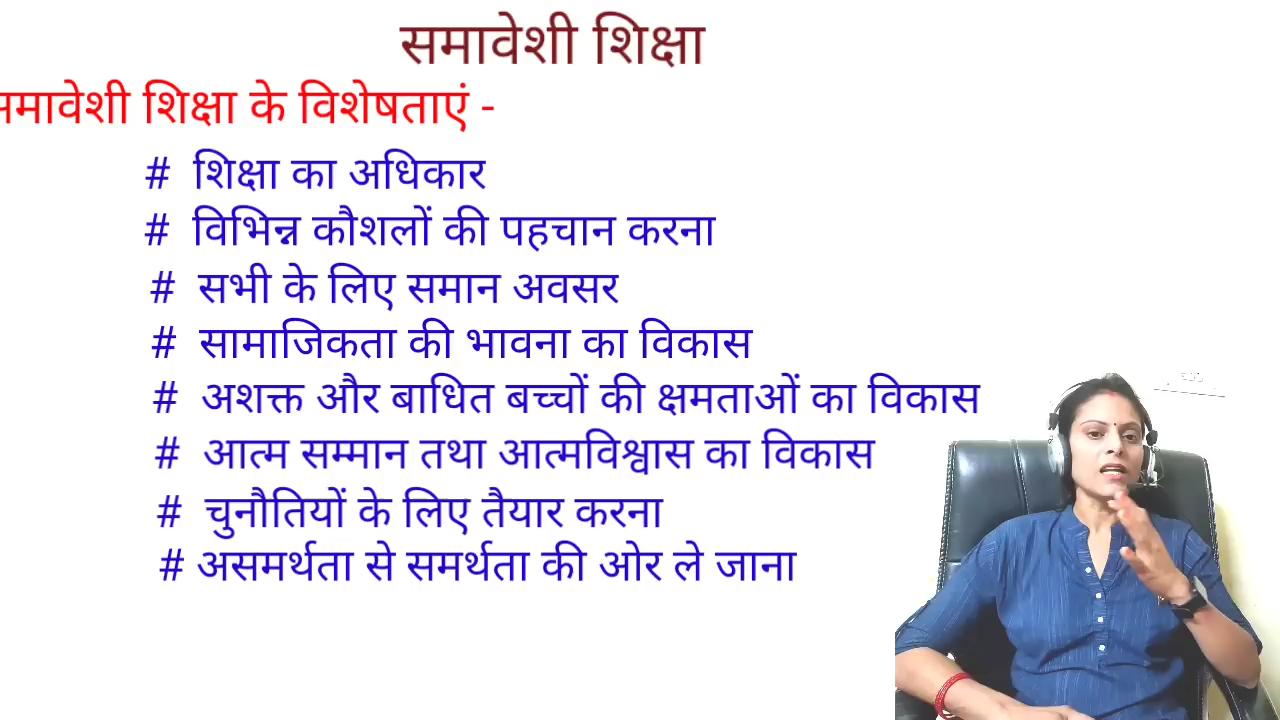 समावेशी शिक्षा
समावेशी शिक्षा के विशेषताएं -
# शिक्षा का अधिकार
# विभिन्न कौशलों की पहचान करना
# सभी के लिए समान अवसर
# सामाजिकता की भावना का विकास
# अशक्त और बाधित बच्चों की क्षमताओं का विकास
# आत्म सम्मान तथा आत्मविश्वास का विकास
# चुनौतियों के लिए तैयार करना
# असमर्थता से समर्थता की ओर ले जाना